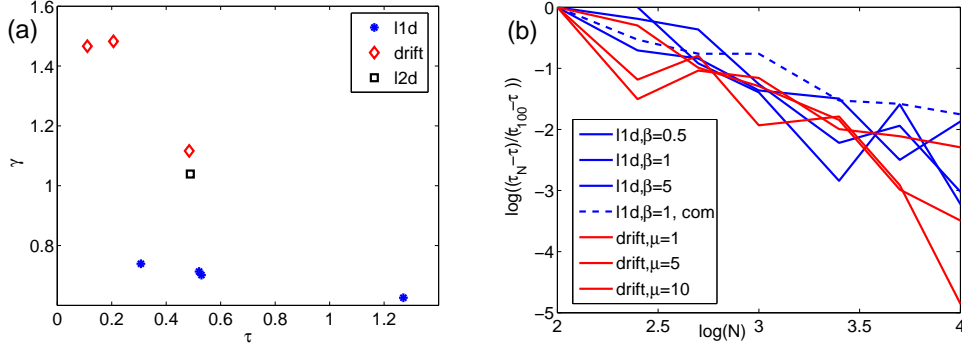 (a)
1.6
1.4
1.2
1
0.8
γ
0
0.2
0.4
0.6
0.8
1
1.2
τ
l1d
drift
l2d
(b)
0
−1
−2
−3
−4
−5
log((τN−τ)/(τ100−τ ))
2
2.5
3
3.5
4
log(N)
l1d,β=0.5
l1d,β=1
l1d,β=5
l1d,β=1, com
drift,μ=1
drift,μ=5
drift,μ=10